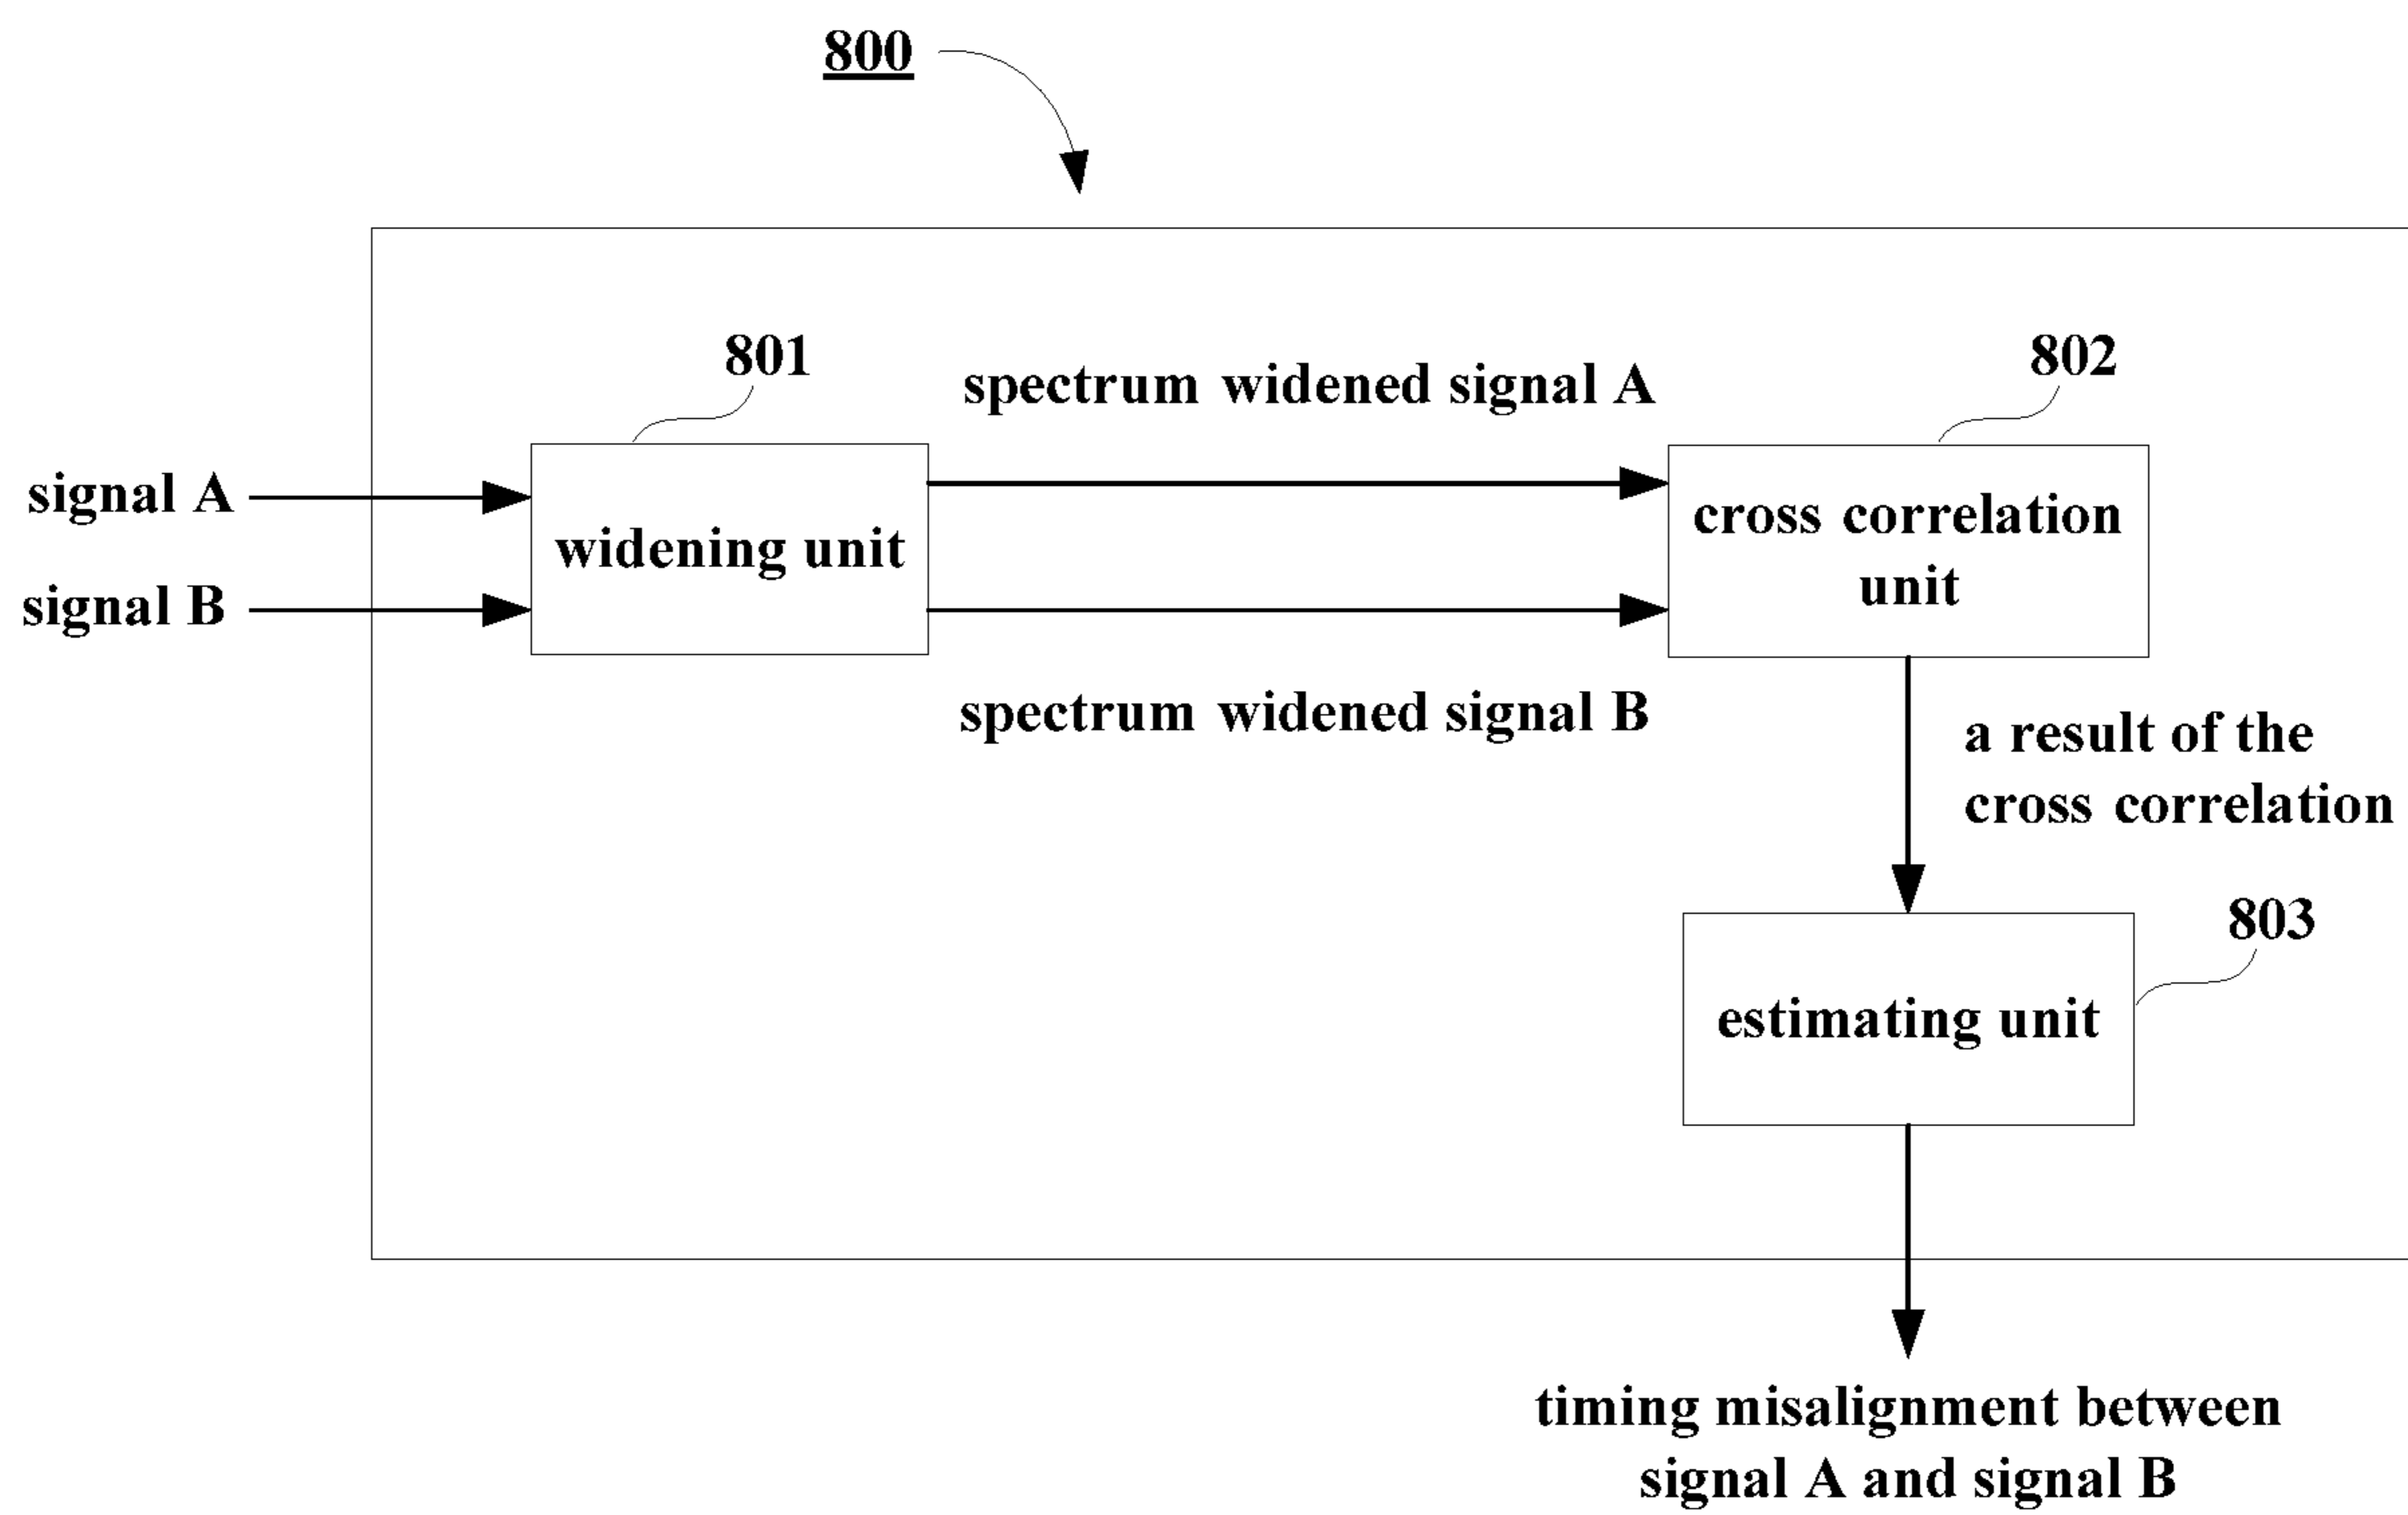 800
801
spectrum widened signal A
802
signal A
signal B
widening unit
cross correlation
unit
spectrum widened signal B
a result of the
cross correlation
803
estimating unit
timing misalignment between
signal A and signal B